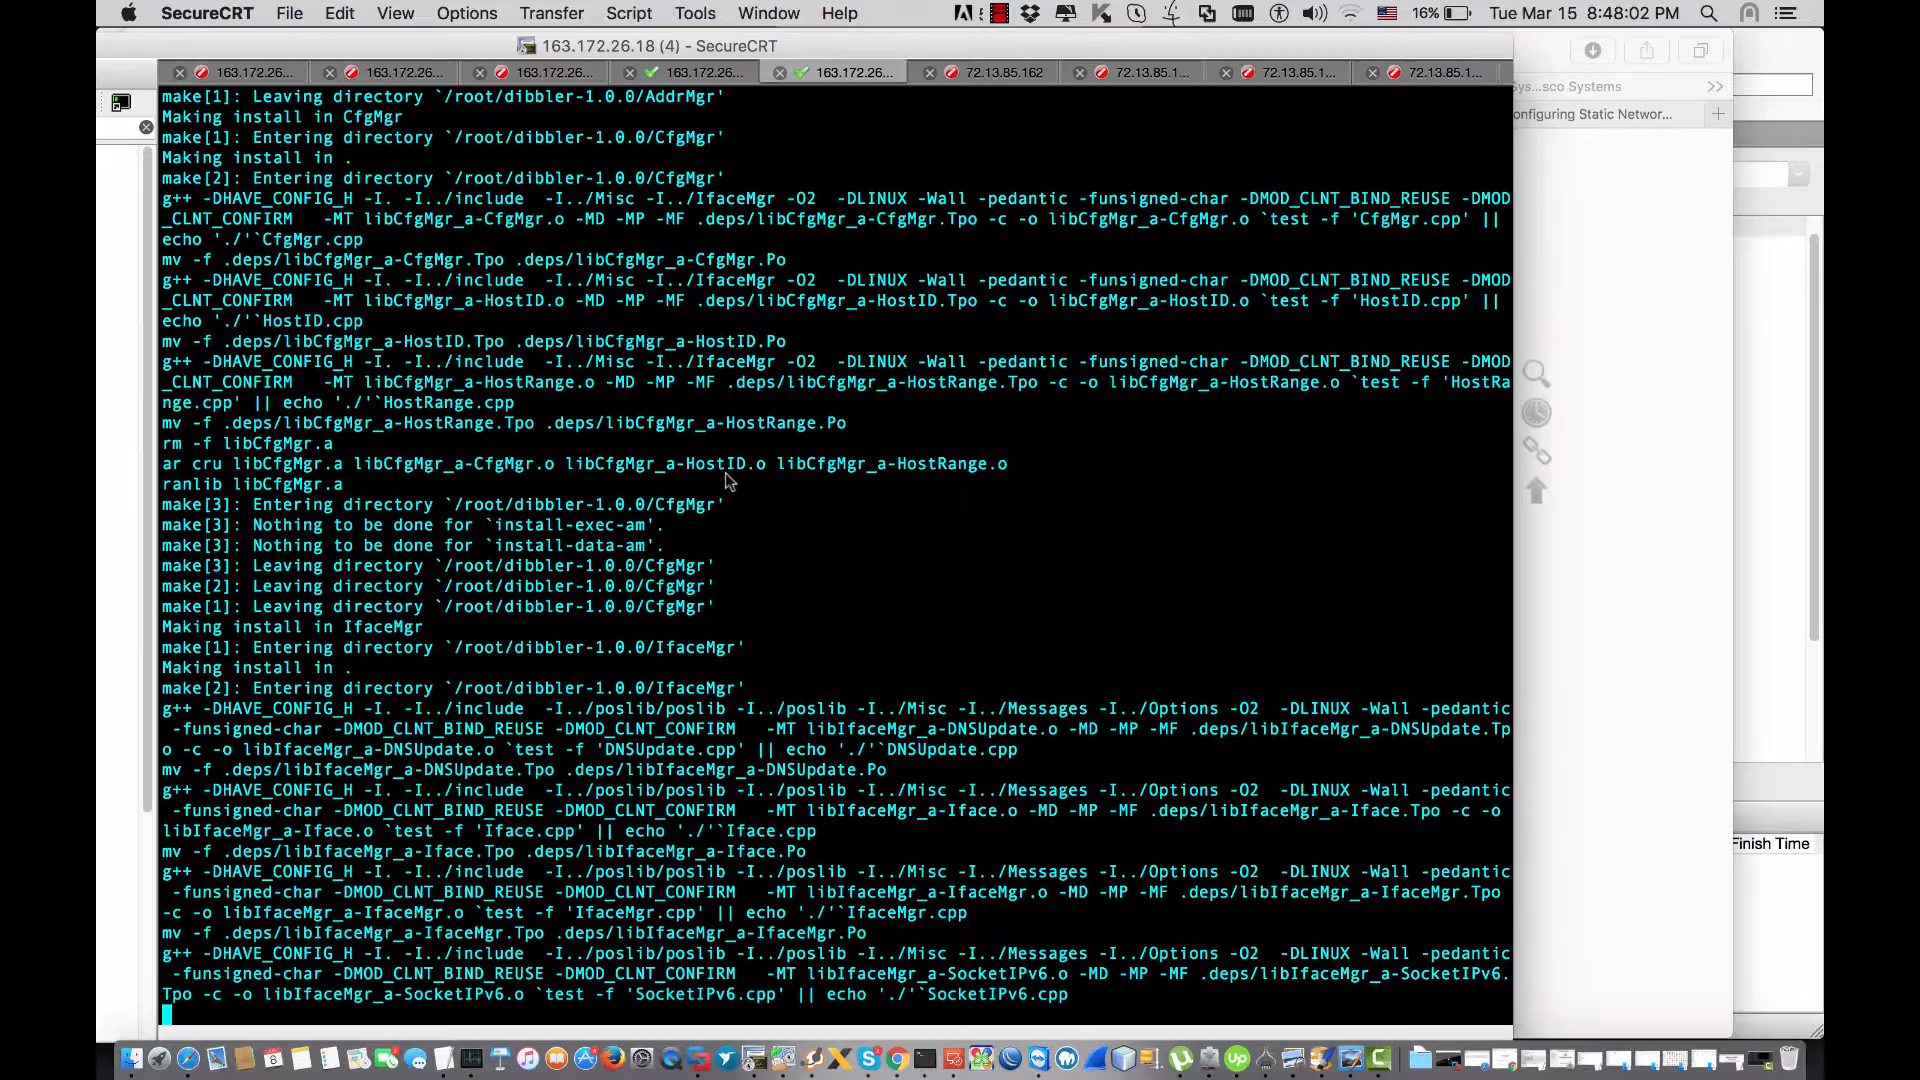 SecureCRT File Edit View Options Transfer Script Tools Window Help 16% Tue Mar 15 8:48:02 PM
163.172.26.18 (4) - SecureCRT
163.172.26... 163.172.26... 163.172.26... 163.172.26... 163.172.26... 72.13.85.162 72.13.85.1... 72.13.85.1... 72.13.85.1...
Sys...sco Systems >>
onfiguring Static Networ... +
make[1]: Leaving directory `/root/dibbler-1.0.0/AddrMgr'
Making install in CfgMgr
make[1]: Entering directory `/root/dibbler-1.0.0/CfgMgr'
Making install in .
make[2]: Entering directory `/root/dibbler-1.0.0/CfgMgr'
g++ -DHAVE_CONFIG_H -I. -I../include  -I../Misc -I../IfaceMgr -O2  -DLINUX -Wall -pedantic -funsigned-char -DMOD_CLNT_BIND_REUSE -DMOD
_CLNT_CONFIRM   -MT libCfgMgr_a-CfgMgr.o -MD -MP -MF .deps/libCfgMgr_a-CfgMgr.Tpo -c -o libCfgMgr_a-CfgMgr.o `test -f 'CfgMgr.cpp' ||
echo './'`CfgMgr.cpp
mv -f .deps/libCfgMgr_a-CfgMgr.Tpo .deps/libCfgMgr_a-CfgMgr.Po
g++ -DHAVE_CONFIG_H -I. -I../include  -I../Misc -I../IfaceMgr -O2  -DLINUX -Wall -pedantic -funsigned-char -DMOD_CLNT_BIND_REUSE -DMOD
_CLNT_CONFIRM   -MT libCfgMgr_a-HostID.o -MD -MP -MF .deps/libCfgMgr_a-HostID.Tpo -c -o libCfgMgr_a-HostID.o `test -f 'HostID.cpp' ||
echo './'`HostID.cpp
mv -f .deps/libCfgMgr_a-HostID.Tpo .deps/libCfgMgr_a-HostID.Po
g++ -DHAVE_CONFIG_H -I. -I../include  -I../Misc -I../IfaceMgr -O2  -DLINUX -Wall -pedantic -funsigned-char -DMOD_CLNT_BIND_REUSE -DMOD
_CLNT_CONFIRM   -MT libCfgMgr_a-HostRange.o -MD -MP -MF .deps/libCfgMgr_a-HostRange.Tpo -c -o libCfgMgr_a-HostRange.o `test -f 'HostRa
nge.cpp' || echo './'`HostRange.cpp
mv -f .deps/libCfgMgr_a-HostRange.Tpo .deps/libCfgMgr_a-HostRange.Po
rm -f libCfgMgr.a
ar cru libCfgMgr.a libCfgMgr_a-CfgMgr.o libCfgMgr_a-HostID.o libCfgMgr_a-HostRange.o
ranlib libCfgMgr.a
make[3]: Entering directory `/root/dibbler-1.0.0/CfgMgr'
make[3]: Nothing to be done for `install-exec-am'.
make[3]: Nothing to be done for `install-data-am'.
make[3]: Leaving directory `/root/dibbler-1.0.0/CfgMgr'
make[2]: Leaving directory `/root/dibbler-1.0.0/CfgMgr'
make[1]: Leaving directory `/root/dibbler-1.0.0/CfgMgr'
Making install in IfaceMgr
make[1]: Entering directory `/root/dibbler-1.0.0/IfaceMgr'
Making install in .
make[2]: Entering directory `/root/dibbler-1.0.0/IfaceMgr'
g++ -DHAVE_CONFIG_H -I. -I../include  -I../poslib/poslib -I../poslib -I../Misc -I../Messages -I../Options -O2  -DLINUX -Wall -pedantic
 -funsigned-char -DMOD_CLNT_BIND_REUSE -DMOD_CLNT_CONFIRM   -MT libIfaceMgr_a-DNSUpdate.o -MD -MP -MF .deps/libIfaceMgr_a-DNSUpdate.Tp
o -c -o libIfaceMgr_a-DNSUpdate.o `test -f 'DNSUpdate.cpp' || echo './'`DNSUpdate.cpp
mv -f .deps/libIfaceMgr_a-DNSUpdate.Tpo .deps/libIfaceMgr_a-DNSUpdate.Po
g++ -DHAVE_CONFIG_H -I. -I../include  -I../poslib/poslib -I../poslib -I../Misc -I../Messages -I../Options -O2  -DLINUX -Wall -pedantic
 -funsigned-char -DMOD_CLNT_BIND_REUSE -DMOD_CLNT_CONFIRM   -MT libIfaceMgr_a-Iface.o -MD -MP -MF .deps/libIfaceMgr_a-Iface.Tpo -c -o
libIfaceMgr_a-Iface.o `test -f 'Iface.cpp' || echo './'`Iface.cpp
mv -f .deps/libIfaceMgr_a-Iface.Tpo .deps/libIfaceMgr_a-Iface.Po
g++ -DHAVE_CONFIG_H -I. -I../include  -I../poslib/poslib -I../poslib -I../Misc -I../Messages -I../Options -O2  -DLINUX -Wall -pedantic
 -funsigned-char -DMOD_CLNT_BIND_REUSE -DMOD_CLNT_CONFIRM   -MT libIfaceMgr_a-IfaceMgr.o -MD -MP -MF .deps/libIfaceMgr_a-IfaceMgr.Tpo
-c -o libIfaceMgr_a-IfaceMgr.o `test -f 'IfaceMgr.cpp' || echo './'`IfaceMgr.cpp
mv -f .deps/libIfaceMgr_a-IfaceMgr.Tpo .deps/libIfaceMgr_a-IfaceMgr.Po
g++ -DHAVE_CONFIG_H -I. -I../include  -I../poslib/poslib -I../poslib -I../Misc -I../Messages -I../Options -O2  -DLINUX -Wall -pedantic
 -funsigned-char -DMOD_CLNT_BIND_REUSE -DMOD_CLNT_CONFIRM   -MT libIfaceMgr_a-SocketIPv6.o -MD -MP -MF .deps/libIfaceMgr_a-SocketIPv6.
Tpo -c -o libIfaceMgr_a-SocketIPv6.o `test -f 'SocketIPv6.cpp' || echo './'`SocketIPv6.cpp
Finish Time